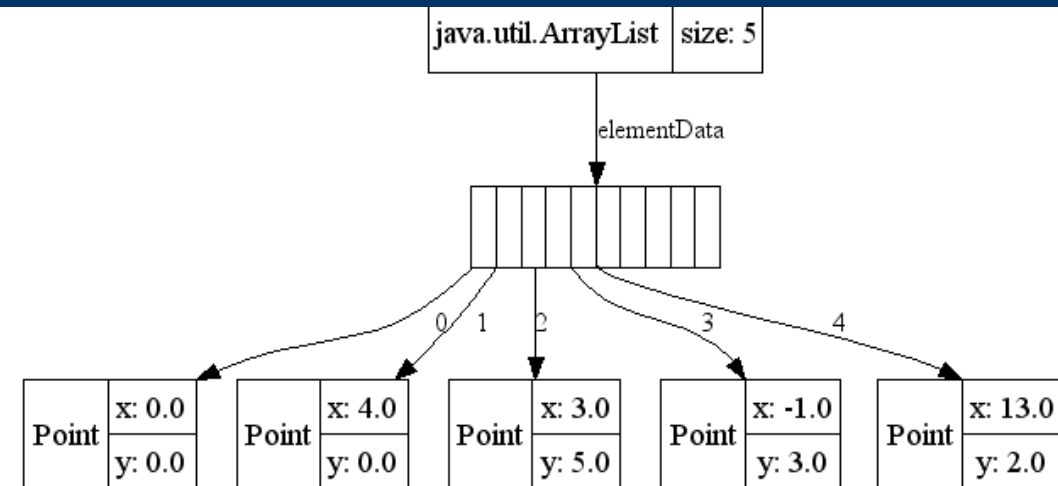 java.util.ArrayList size: 5
elementData
0 1 2 3 4
Point x: 0.0 y: 0.0
Point x: 4.0 y: 0.0
Point x: 3.0 y: 5.0
Point x: -1.0 y: 3.0
Point x: 13.0 y: 2.0